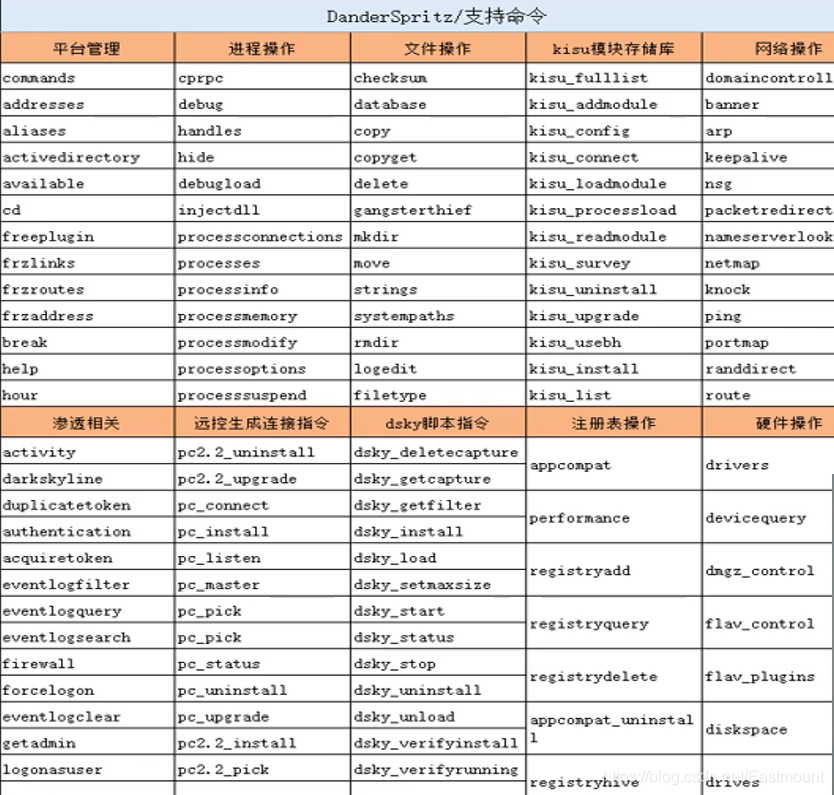 DanderSpritz/支持命令
平台管理 进程操作 文件操作 kisu模块存储库 网络操作
commands cprpc checksum kisu_fulllist domaincontroll
addresses debug database kisu_addmodule banner
aliases handles copy kisu_config arp
activedirectory hide copyget kisu_connect keepalive
available debugload delete kisu_loadmodule nsg
cd injectdll gangsterthief kisu_processload packetredirect
freeplugin processconnections mkdir kisu_readmodule nameserverlook
frzlinks processes move kisu_survey netmap
frzroutes processinfo strings kisu_uninstall knock
frzaddress processmemory systempaths kisu_upgrade ping
break processmodify rmdir kisu_usebh portmap
help processoptions logedit kisu_install randdirect
hour processsuspend filetype kisu_list route
渗透相关 远控生成连接指令 dsky脚本指令 注册表操作 硬件操作
activity pc2.2_uninstall dsky_deletecapture
appcompat drivers
darkskyline pc2.2_upgrade dsky_getcapture
duplicatetoken pc_connect dsky_getfilter
performance devicequery
authentication pc_install dsky_install
acquiretoken pc_listen dsky_load
registryadd dmgz_control
eventlogfilter pc_master dsky_setmaxsize
eventlogquery pc_pick dsky_start
registryquery flav_control
eventlogsearch pc_pick dsky_status
firewall pc_status dsky_stop
registrydelete flav_plugins
forcelogon pc_uninstall dsky_uninstall
eventlogclear pc_upgrade dsky_unload
appcompat_uninstal
l
diskspace
getadmin pc2.2_install dsky_verifyinstall
logonasuser pc2.2_pick dsky_verifyrunning
registryhive drives
https://blog.csdn.net/Eastmount